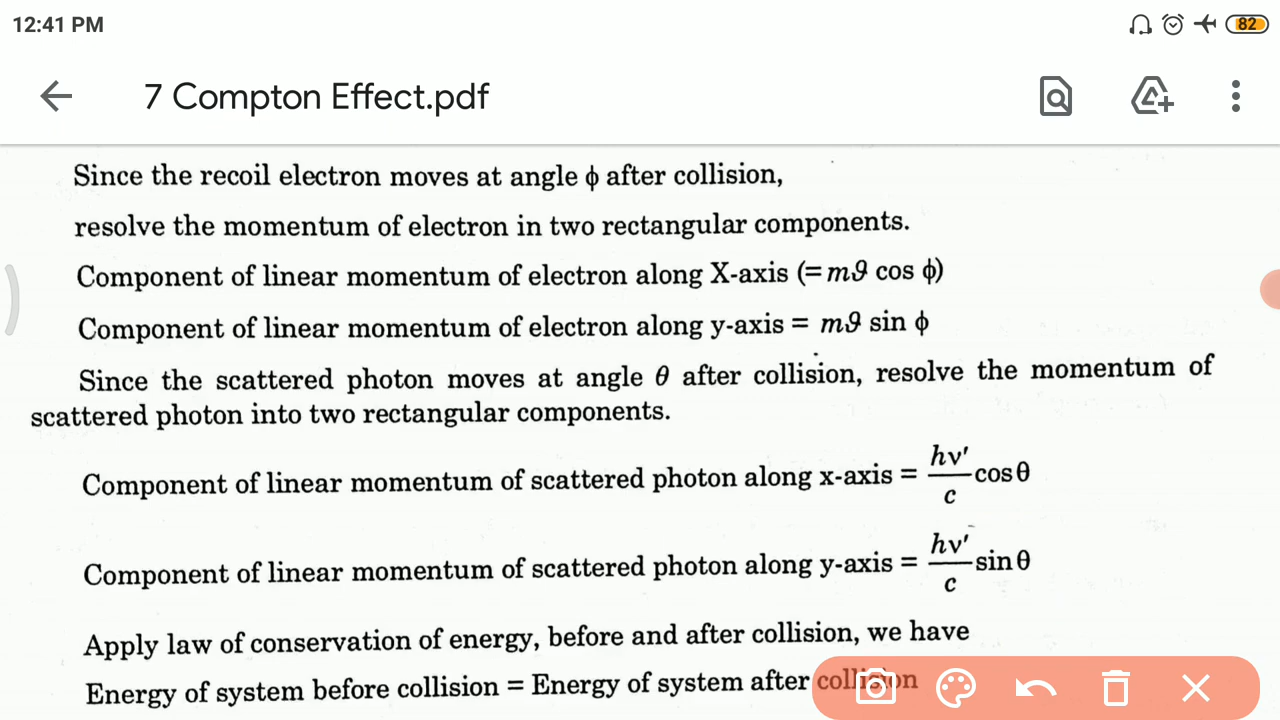 12:41 PM
82
7 Compton Effect.pdf
Since the recoil electron moves at angle ϕ after collision,
resolve the momentum of electron in two rectangular components.
Component of linear momentum of electron along X-axis (= mϑ cos ϕ)
Component of linear momentum of electron along y-axis = mϑ sin ϕ
Since the scattered photon moves at angle θ after collision, resolve the momentum of
scattered photon into two rectangular components.
Component of linear momentum of scattered photon along x-axis = hν′/c cos θ
Component of linear momentum of scattered photon along y-axis = hν′/c sin θ
Apply law of conservation of energy, before and after collision, we have
Energy of system before collision = Energy of system after collision